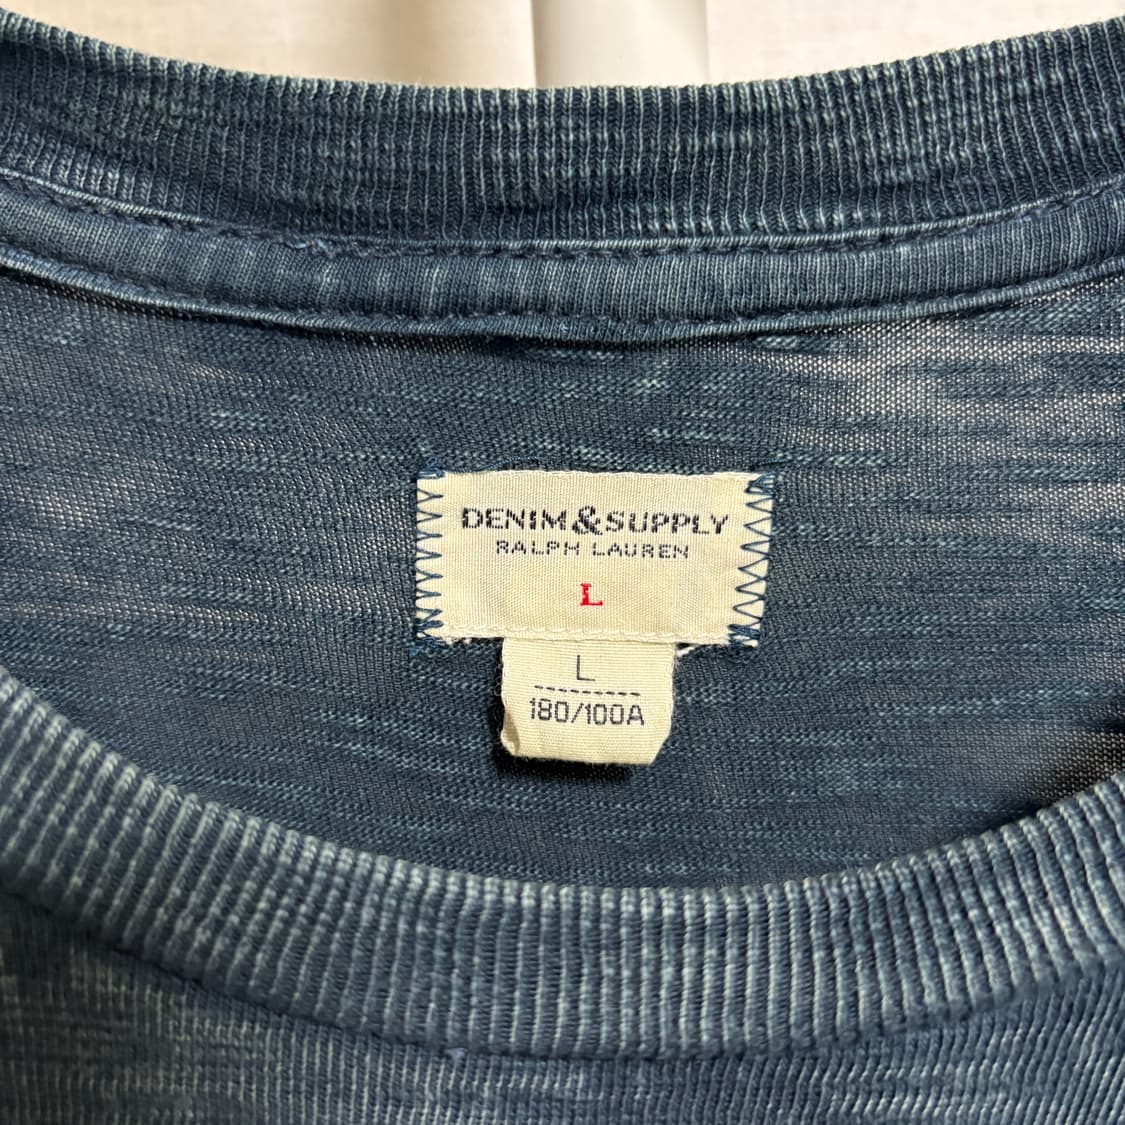 DENIM&SUPPLY
RALPH LAUREN
L
L
180/100A